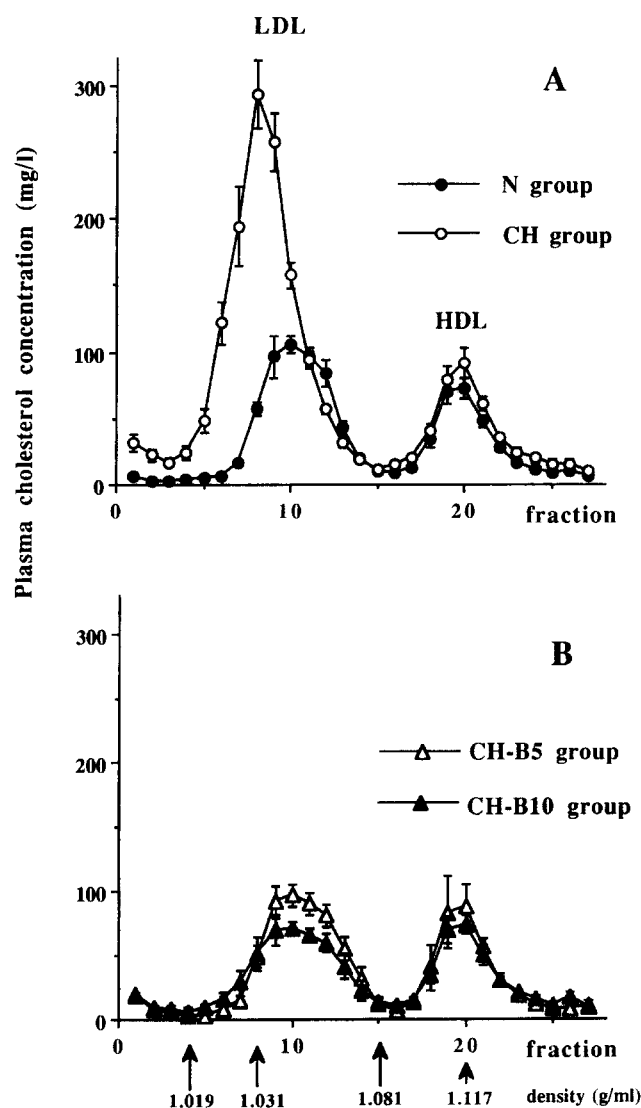 LDL
A
300
N group
CH group
200
HDL
100
0
0 10 20 fraction
Plasma cholesterol concentration (mg/l)
B
300
CH-B5 group
200
CH-B10 group
100
0
0 10 20 fraction
1.019 1.031 1.081 1.117 density (g/ml)